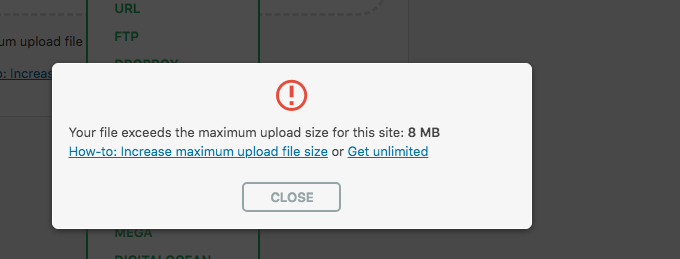 URL
FTP
um upload file
Your file exceeds the maximum upload size for this site: 8 MB
How-to: Increase maximum upload file size or Get unlimited
CLOSE
MEGA